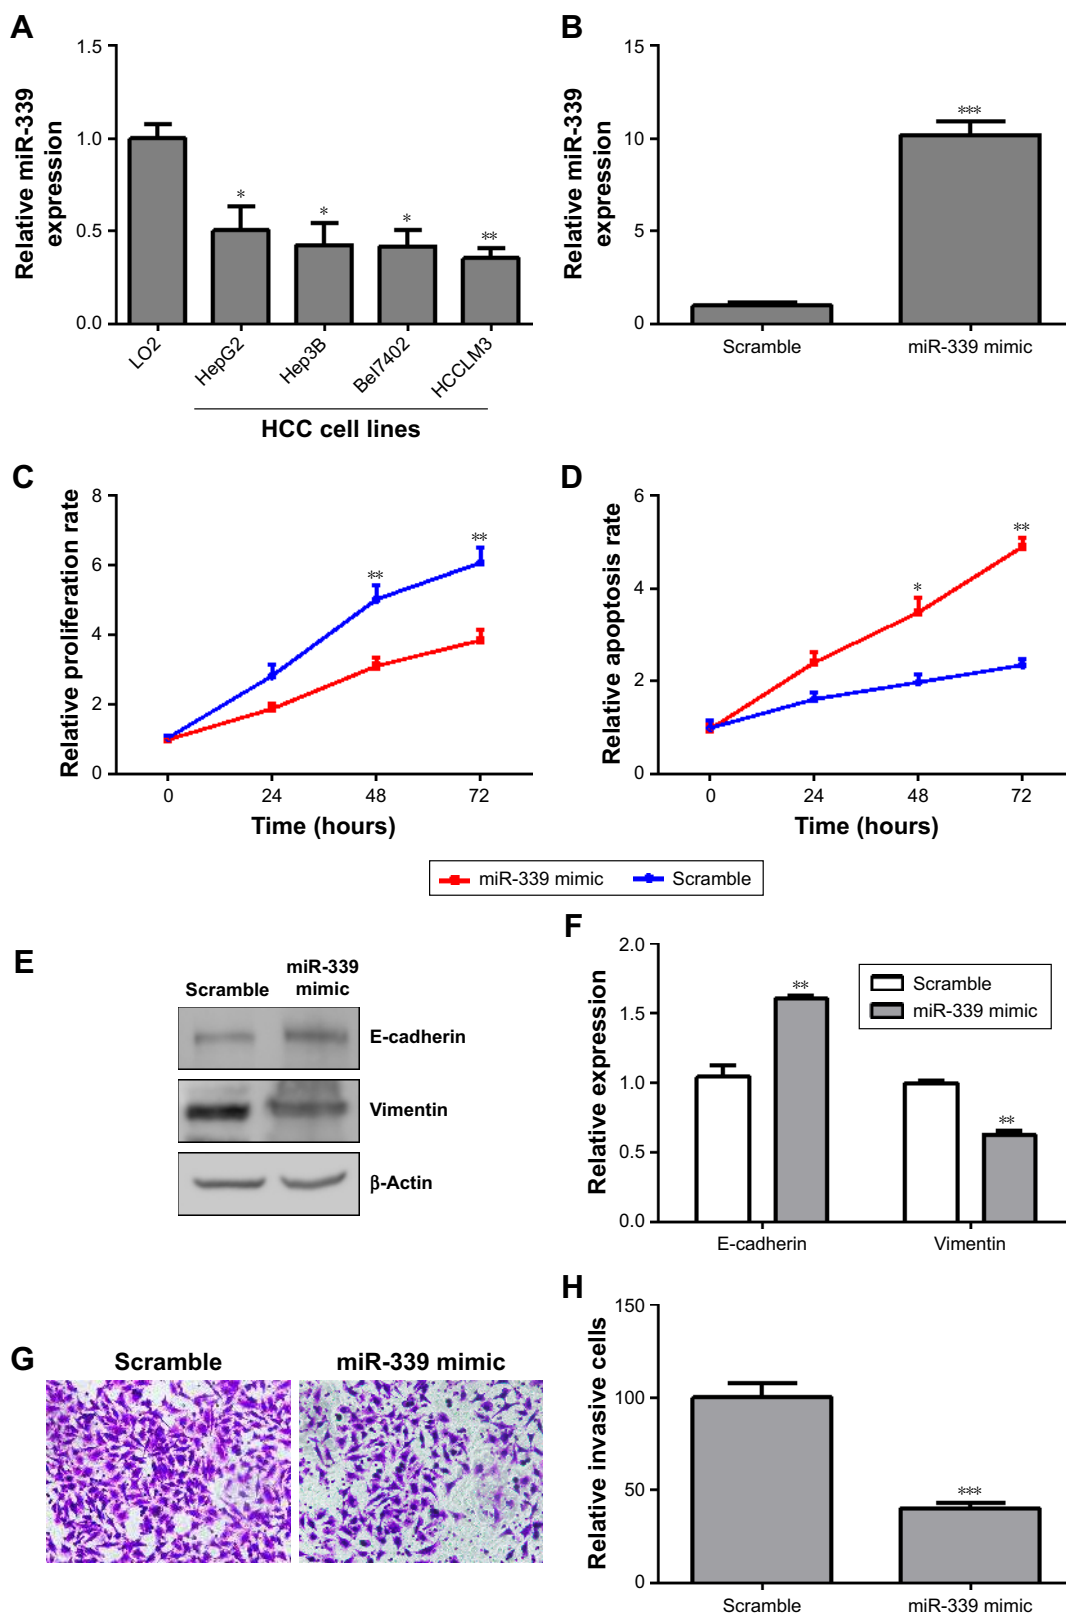 A
Relative miR-339
expression
1.5
1.0
0.5
0.0
*
*
*
**
LO2
HepG2
Hep3B
Bel7402
HCCLM3
HCC cell lines
B
Relative miR-339
expression
15
10
5
0
***
Scramble
miR-339 mimic
C
Relative proliferation rate
8
6
4
2
0
**
**
0
24
48
72
Time (hours)
D
Relative apoptosis rate
6
4
2
0
*
**
0
24
48
72
Time (hours)
miR-339 mimic
Scramble
E
Scramble
miR-339
mimic
E-cadherin
Vimentin
β-Actin
F
Relative expression
2.0
1.5
1.0
0.5
0.0
**
**
Scramble
miR-339 mimic
E-cadherin
Vimentin
G
Scramble
miR-339 mimic
H
Relative invasive cells
150
100
50
0
***
Scramble
miR-339 mimic